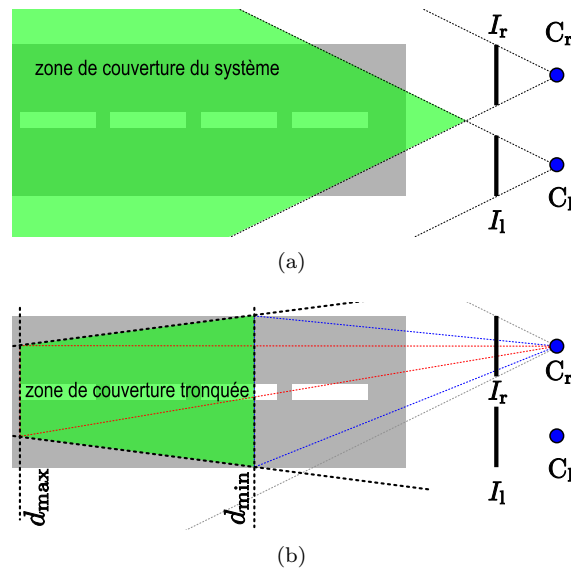 zone de couverture du système
I_r
C_r
I_l
C_l
(a)
zone de couverture tronquée
C_r
I_r
C_l
I_l
d_max
d_min
(b)